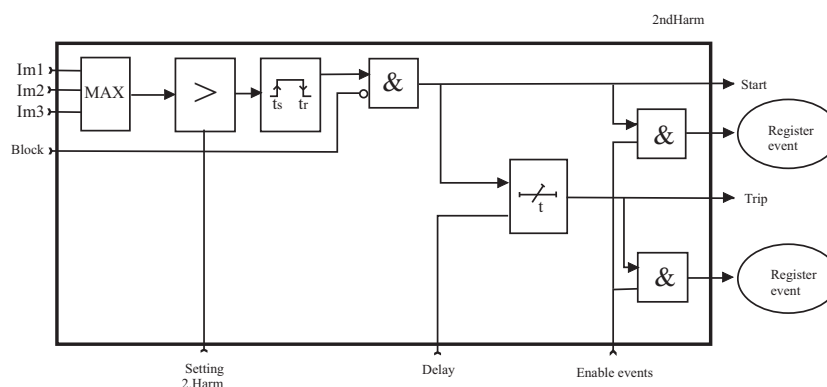 2ndHarm
Im1
Im2
Im3
MAX
>
ts
tr
&
Start
Block
&
Register
event
t
Trip
&
Register
event
Setting
2.Harm
Delay
Enable events